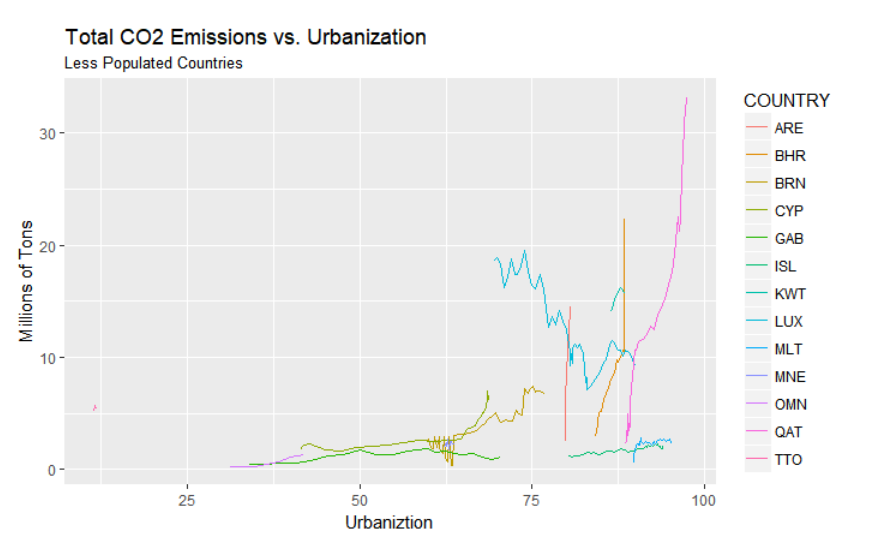 Total CO2 Emissions vs. Urbanization
Less Populated Countries
Millions of Tons
30
20
10
0
25
50
75
100
Urbaniztion
COUNTRY
ARE
BHR
BRN
CYP
GAB
ISL
KWT
LUX
MLT
MNE
OMN
QAT
TTO